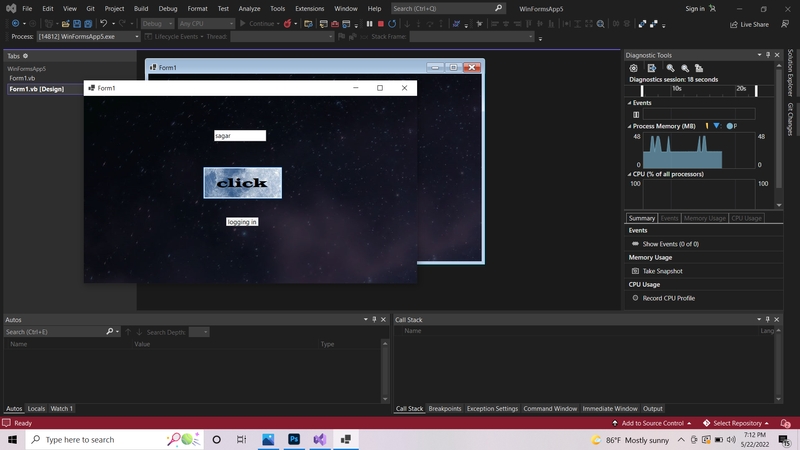 File Edit View Git Project Build Debug Format Test Analyze Tools Extensions Window Help Search (Ctrl+Q) WinFormsApp5 Sign in
Debug Any CPU Continue Live Share
Process: [14812] WinFormsApp5.exe Lifecycle Events Thread: Stack Frame:
Tabs
WinFormsApp5
Form1.vb
Form1.vb [Design]
Form1
Form1
sagar
click
logging in
Diagnostic Tools
Diagnostics session: 18 seconds
10s 20s
Events
Process Memory (MB) P
48 48
0 0
CPU (% of all processors)
100 100
Summary Events Memory Usage CPU Usage
Events
Show Events (0 of 0)
Memory Usage
Take Snapshot
CPU Usage
Record CPU Profile
Solution Explorer
Git Changes
Autos
Search (Ctrl+E) Search Depth:
Name Value Type
Autos Locals Watch 1
Call Stack
Name Lang
Call Stack Breakpoints Exception Settings Command Window Immediate Window Output
Ready Add to Source Control Select Repository
Type here to search
Ps
86°F Mostly sunny
7:12 PM
5/22/2022